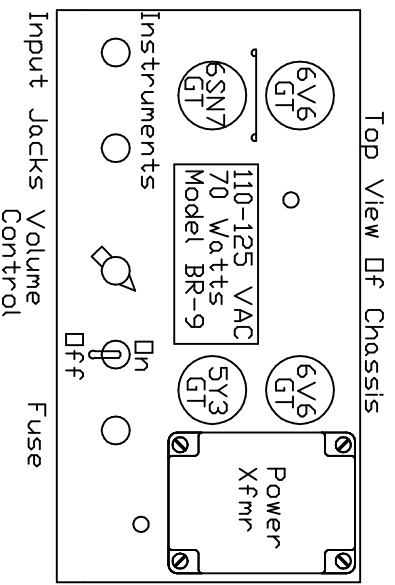 Top View Of Chassis
6V6
GT
6V6
GT
Power
Xfmr
6SN7
GT
110-125 VAC
70 Watts
Model BR-9
5Y3
GT
Instruments
On
Off
Input Jacks
Volume
Control
Fuse